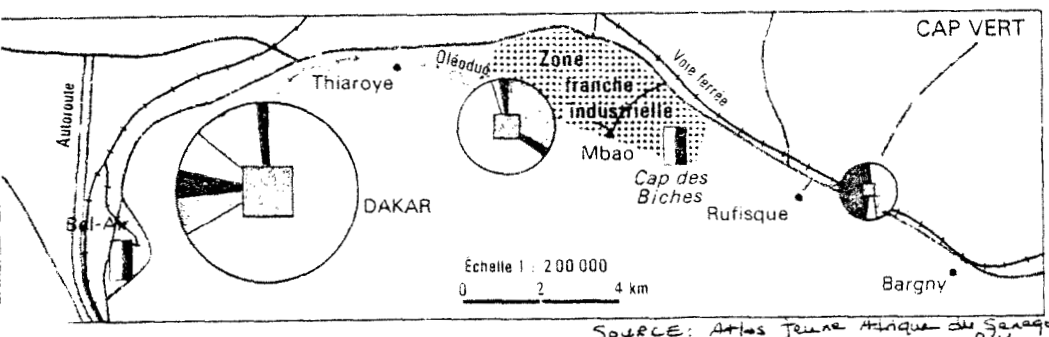 CAP VERT
Autoroute
Thiaroye
Oléoduc
Zone
franche
industrielle
Voie ferrée
Mbao
Cap des
Biches
DAKAR
Rufisque
Bel-Air
Échelle 1 : 200 000
0 2 4 km
Bargny
SOURCE: Atlas Jeune Afrique du